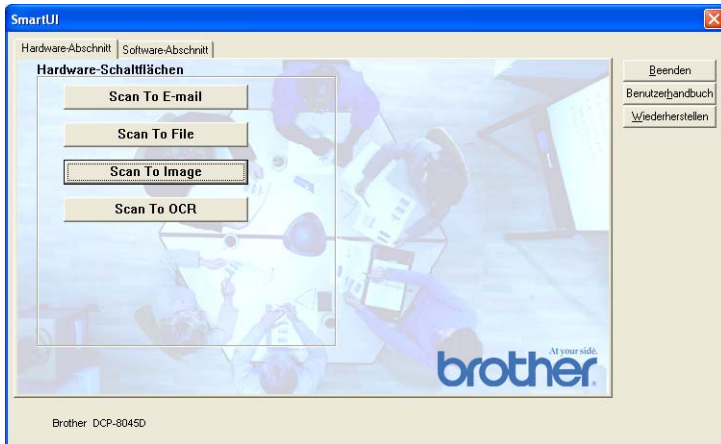 SmartUI
Hardware-Abschnitt
Software-Abschnitt
Hardware-Schaltflächen
Scan To E-mail
Scan To File
Scan To Image
Scan To OCR
Beenden
Benutzerhandbuch
Wiederherstellen
At your side.
brother
Brother DCP-8045D